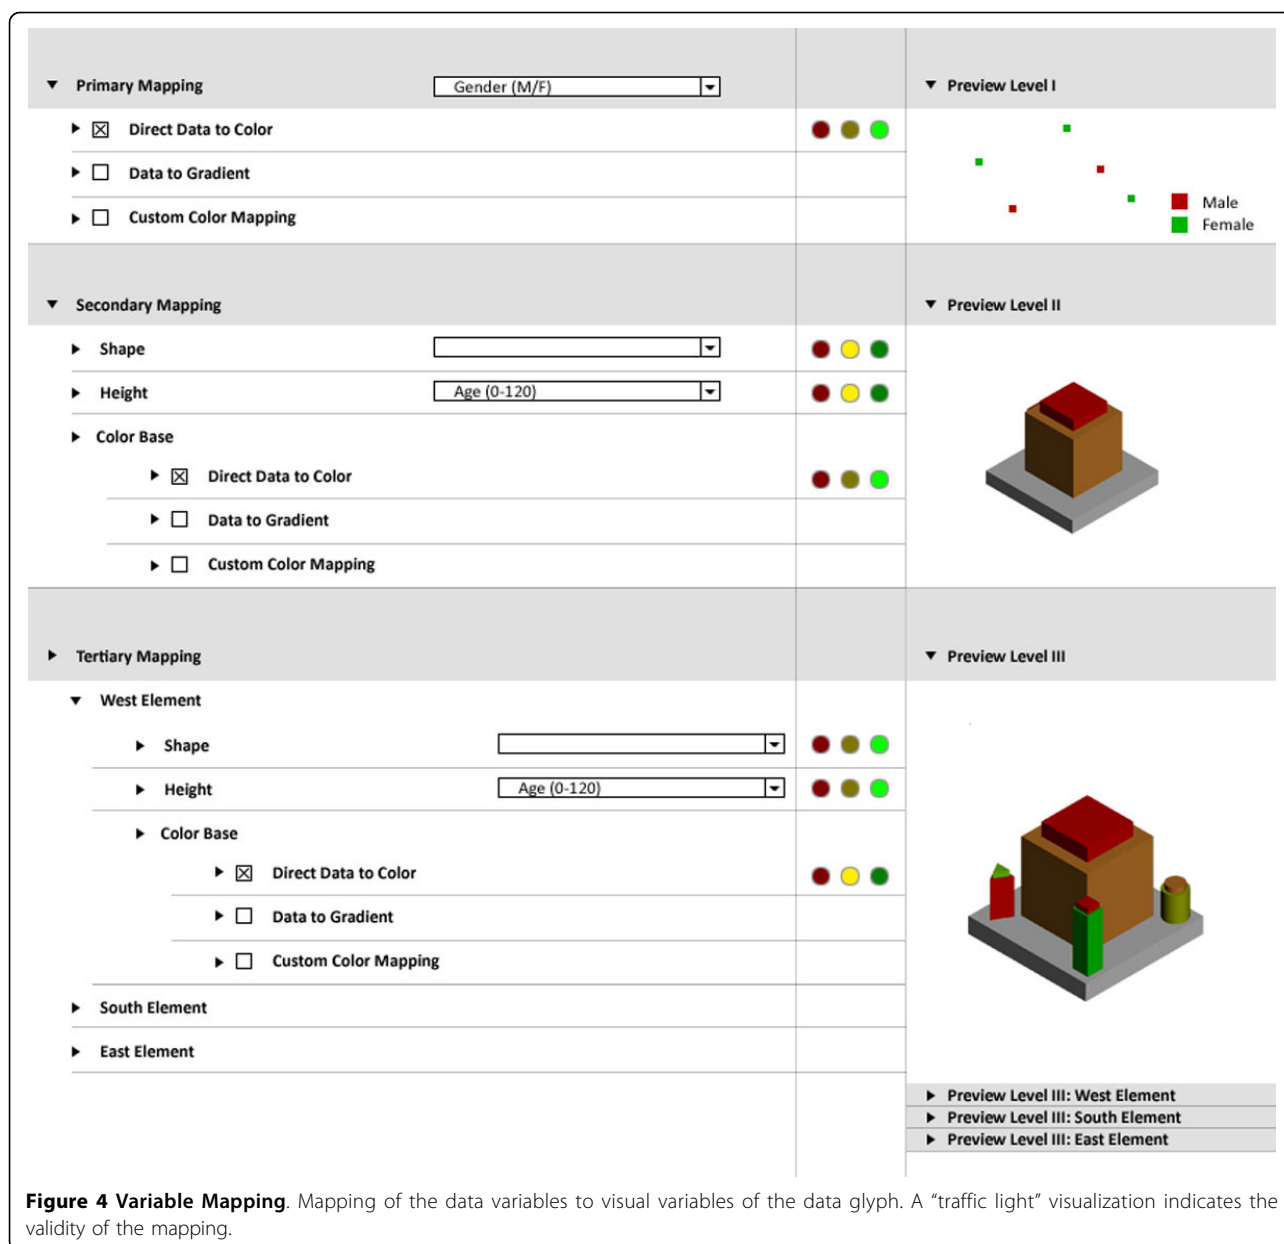 Primary Mapping Gender (M/F) Preview Level I
Direct Data to Color
Data to Gradient
Custom Color Mapping
Male
Female
Secondary Mapping Preview Level II
Shape
Height Age (0-120)
Color Base
Direct Data to Color
Data to Gradient
Custom Color Mapping
Tertiary Mapping Preview Level III
West Element
Shape
Height Age (0-120)
Color Base
Direct Data to Color
Data to Gradient
Custom Color Mapping
South Element
East Element
Preview Level III: West Element
Preview Level III: South Element
Preview Level III: East Element
Figure 4 Variable Mapping. Mapping of the data variables to visual variables of the data glyph. A “traffic light” visualization indicates the
validity of the mapping.